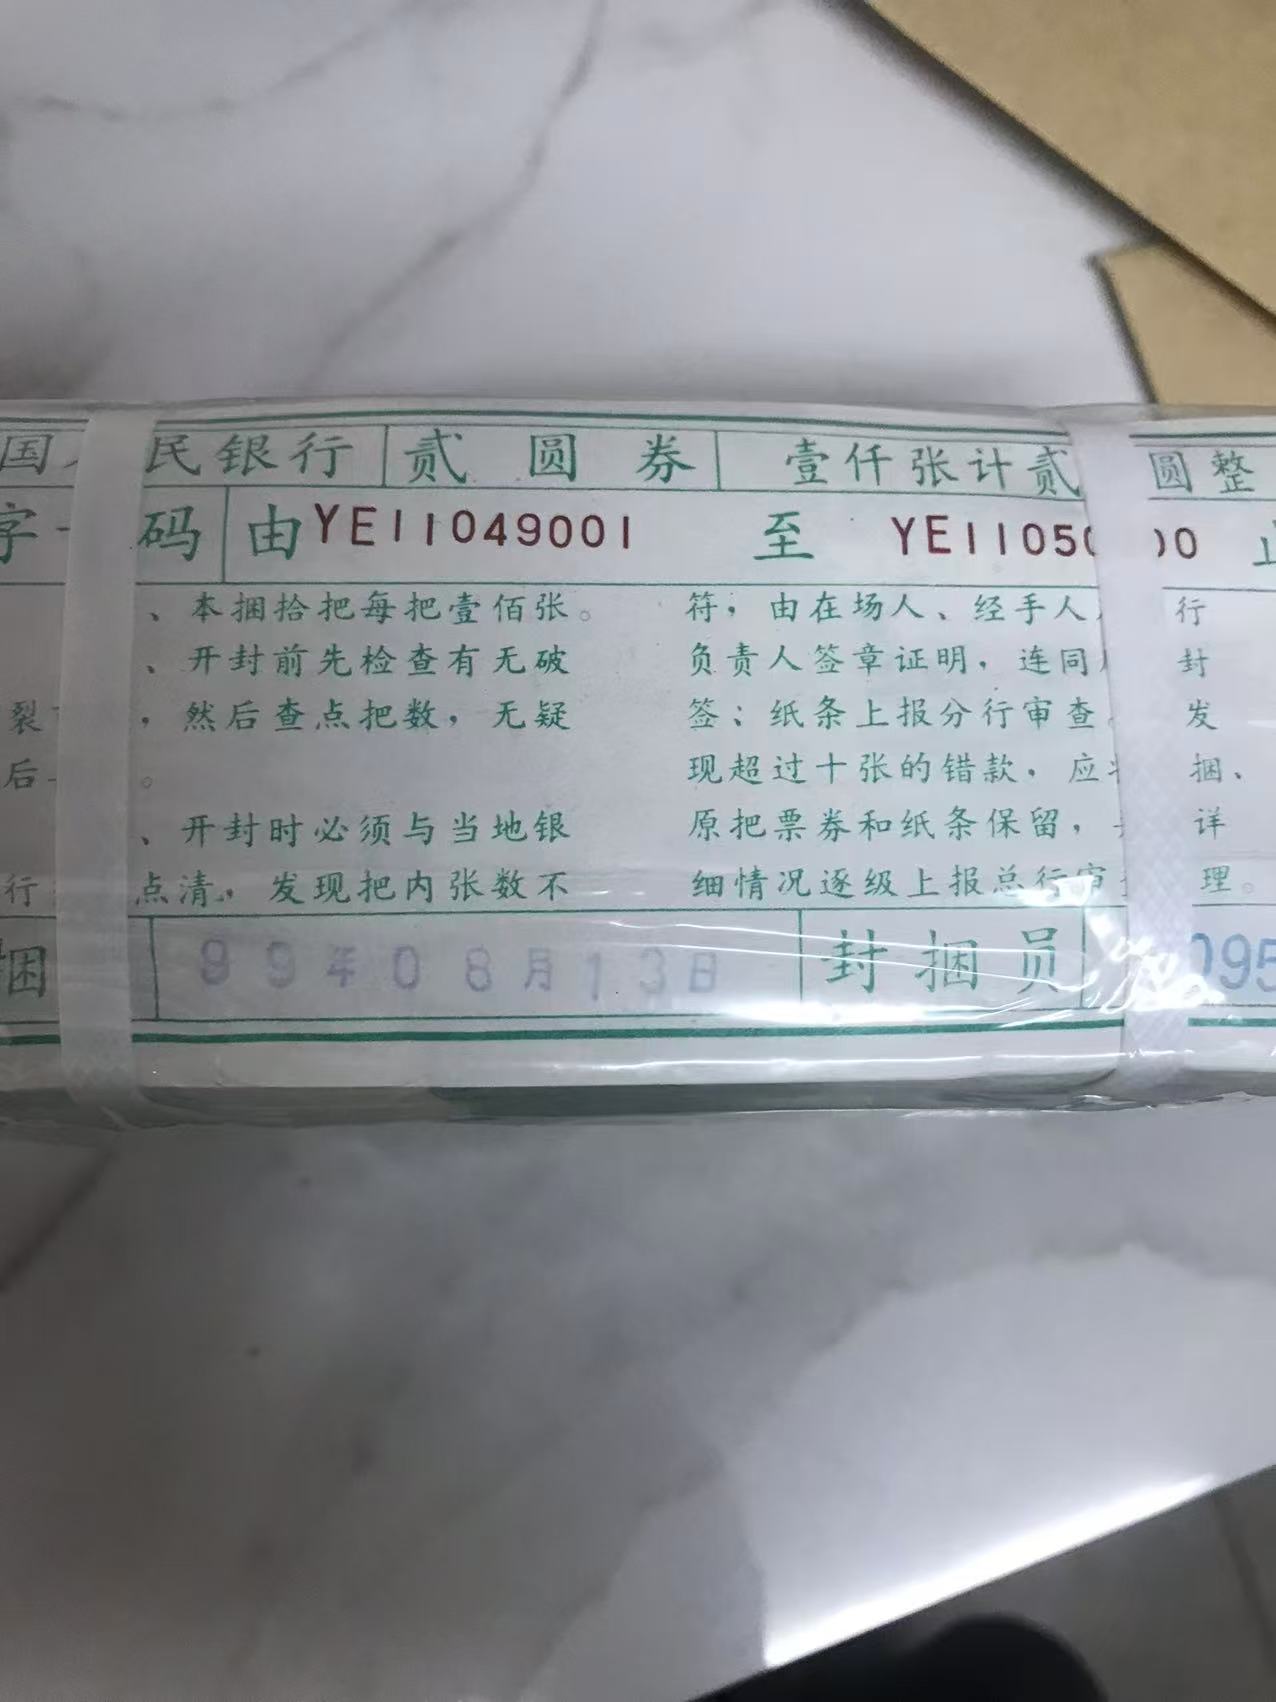 国 民银行 贰圆券 壹仟张计贰 圆整
字 码 由YE11049001 至 YE1105 00
、本捆拾把每把壹佰张。
、开封前先检查有无破
裂 ，然后查点把数，无疑
后 。
、开封时必须与当地银
行 点清，发现把内张数不
符，由在场人、经手人 行
负责人签章证明，连同 封
签；纸条上报分行审查。 发
现超过十张的错款，应 捆、
原把票券和纸条保留， 详
细情况逐级上报总行审 理。
捆 99年08月13日 封捆员 095